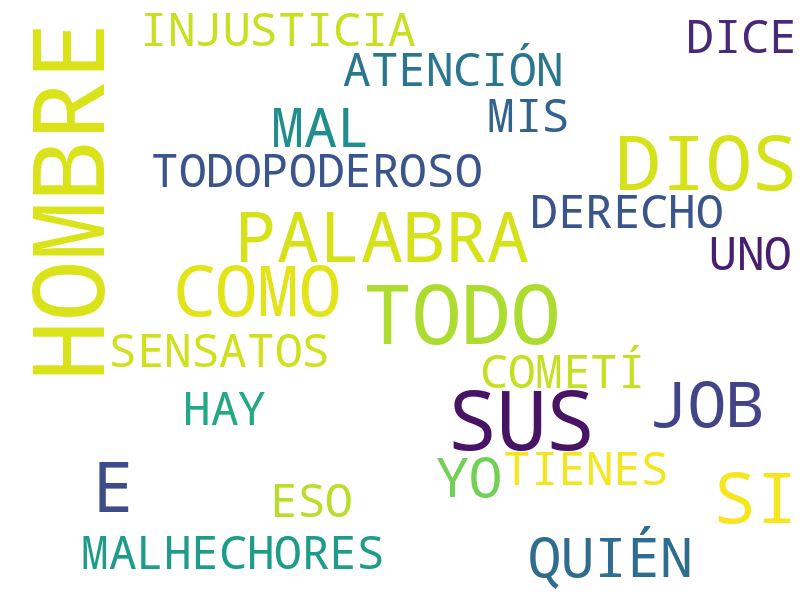 INJUSTICIA
DICE
HOMBRE
ATENCIÓN
MIS
MAL
DIOS
TODOPODEROSO
DERECHO
PALABRA
UNO
COMO
TODO
SENSATOS
COMETÍ
HAY
SUS
JOB
E
YO
TIENES
SI
ESO
MALHECHORES
QUIÉN